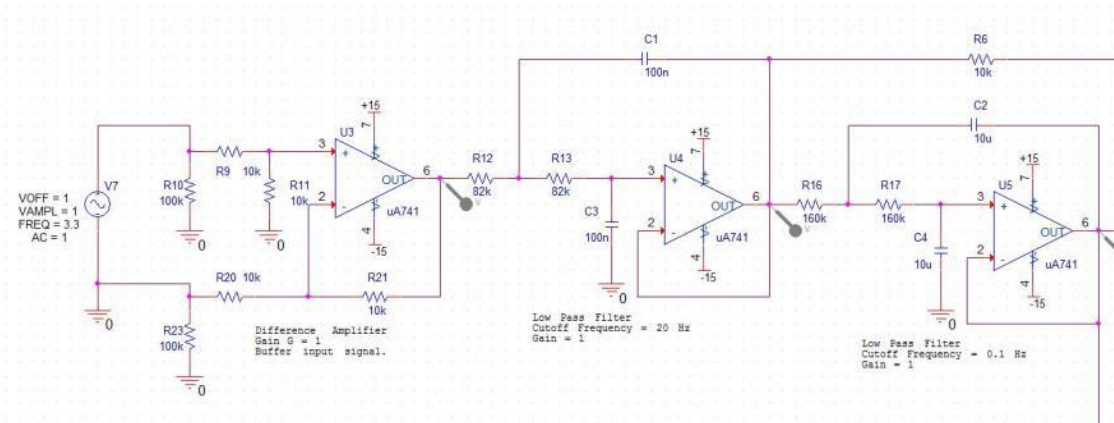 C1
100n
R6
10k
C2
10u
+15
7
U3
3
+
2
-
OUT
6
uA741
4
-15
R9
10k
R10
100k
0
R11
10k
0
V7
VOFF = 1
VAMPL = 1
FREQ = 3.3
AC = 1
0
R20 10k
R21
10k
R23
100k
0
Difference Amplifier
Gain G = 1
Buffer input signal.
R12
82k
V
R13
82k
C3
100n
0
+15
7
U4
3
+
2
-
OUT
6
uA741
4
-15
Low Pass Filter
Cutoff Frequency = 20 Hz
Gain = 1
R16
160k
V
R17
160k
C4
10u
0
+15
7
U5
3
+
2
-
OUT
6
uA741
4
-15
Low Pass Filter
Cutoff Frequency = 0.1 Hz
Gain = 1